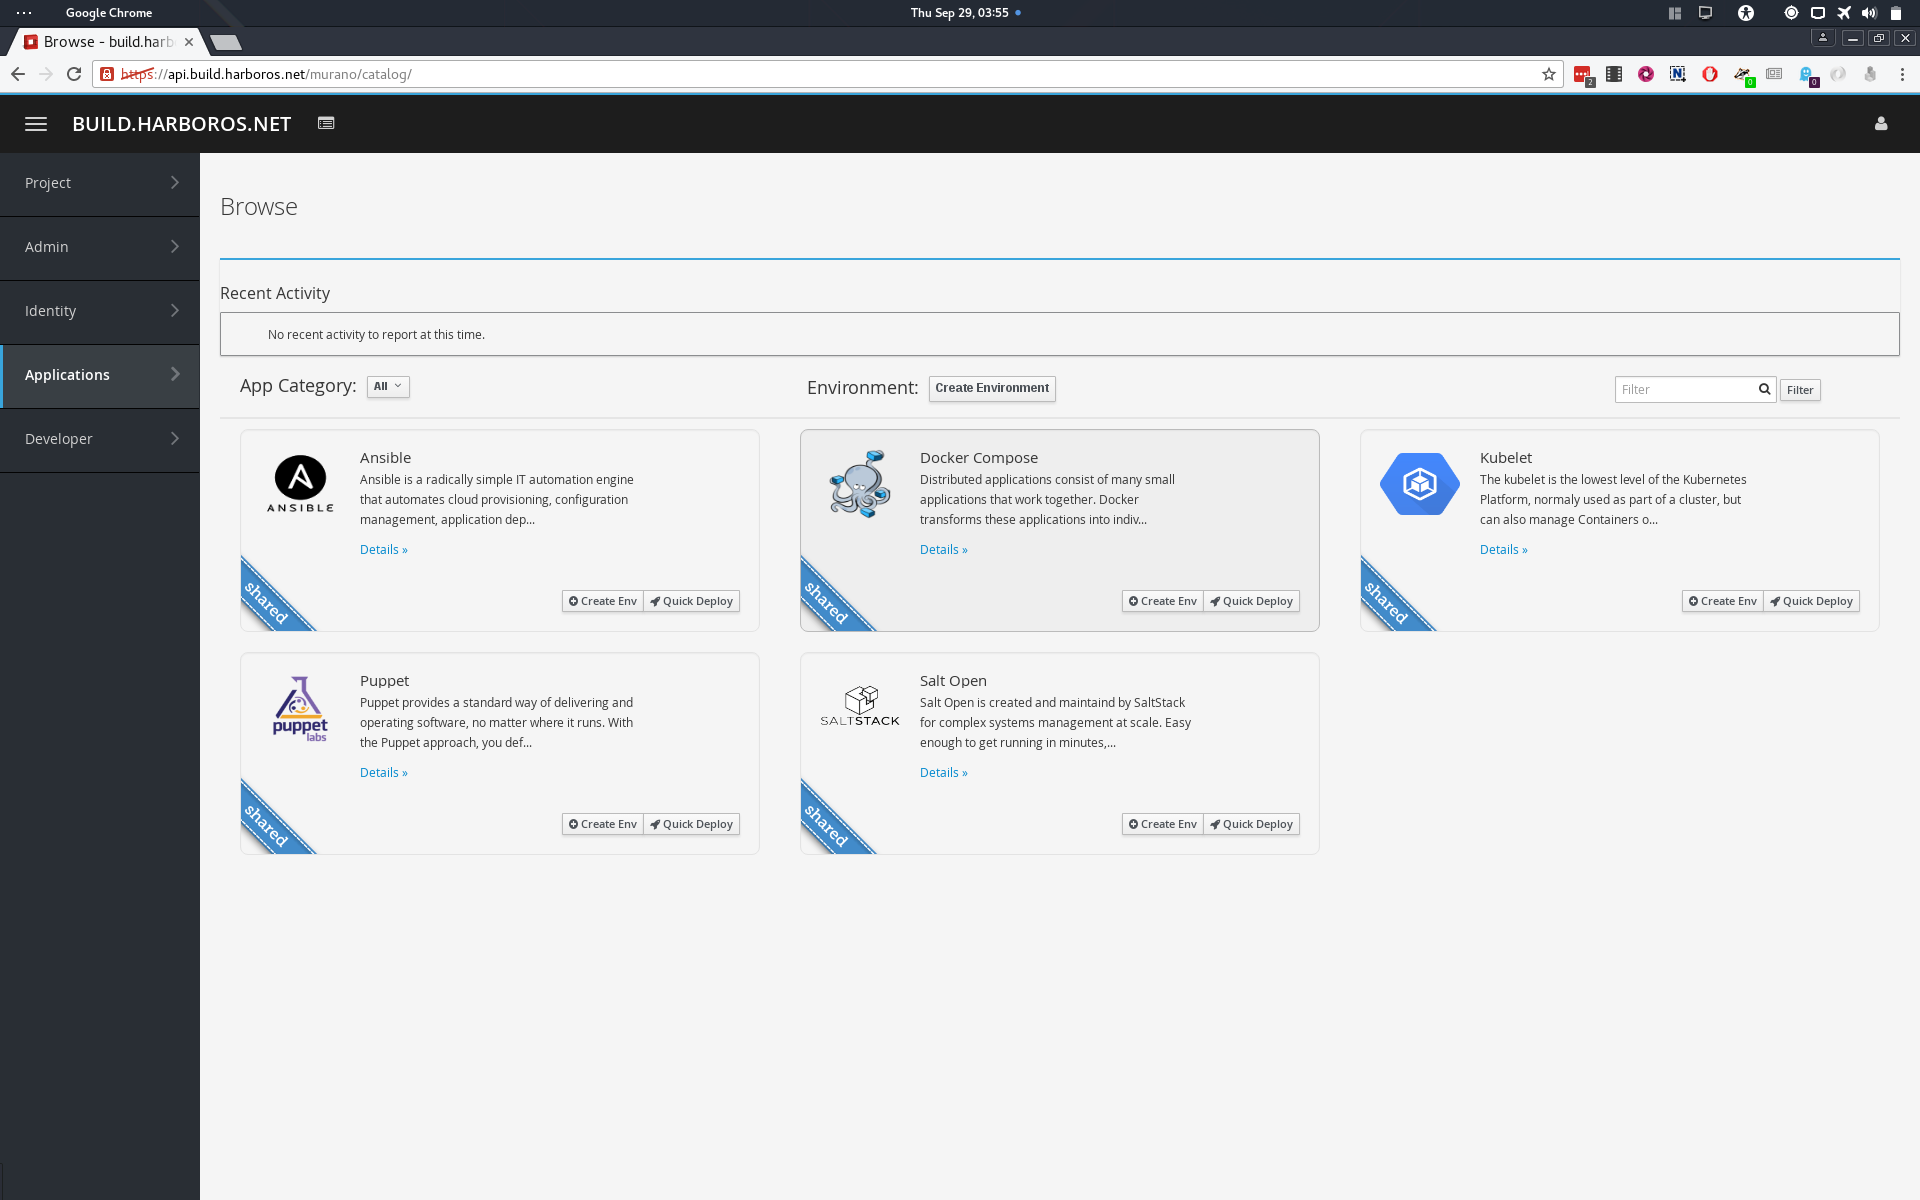 Google Chrome
Thu Sep 29, 03:55
Browse - build.harb
https://api.build.harboros.net/murano/catalog/
2
0
0
BUILD.HARBOROS.NET
Project
Admin
Identity
Applications
Developer
Browse
Recent Activity
No recent activity to report at this time.
App Category: All
Environment: Create Environment
Filter
Filter
ANSIBLE
Ansible
Ansible is a radically simple IT automation engine
that automates cloud provisioning, configuration
management, application dep...
Details »
shared
Create Env
Quick Deploy
Docker Compose
Distributed applications consist of many small
applications that work together. Docker
transforms these applications into indiv...
Details »
shared
Create Env
Quick Deploy
Kubelet
The kubelet is the lowest level of the Kubernetes
Platform, normaly used as part of a cluster, but
can also manage Containers o...
Details »
shared
Create Env
Quick Deploy
puppet
labs
Puppet
Puppet provides a standard way of delivering and
operating software, no matter where it runs. With
the Puppet approach, you def...
Details »
shared
Create Env
Quick Deploy
SALTSTACK
Salt Open
Salt Open is created and maintaind by SaltStack
for complex systems management at scale. Easy
enough to get running in minutes,...
Details »
shared
Create Env
Quick Deploy